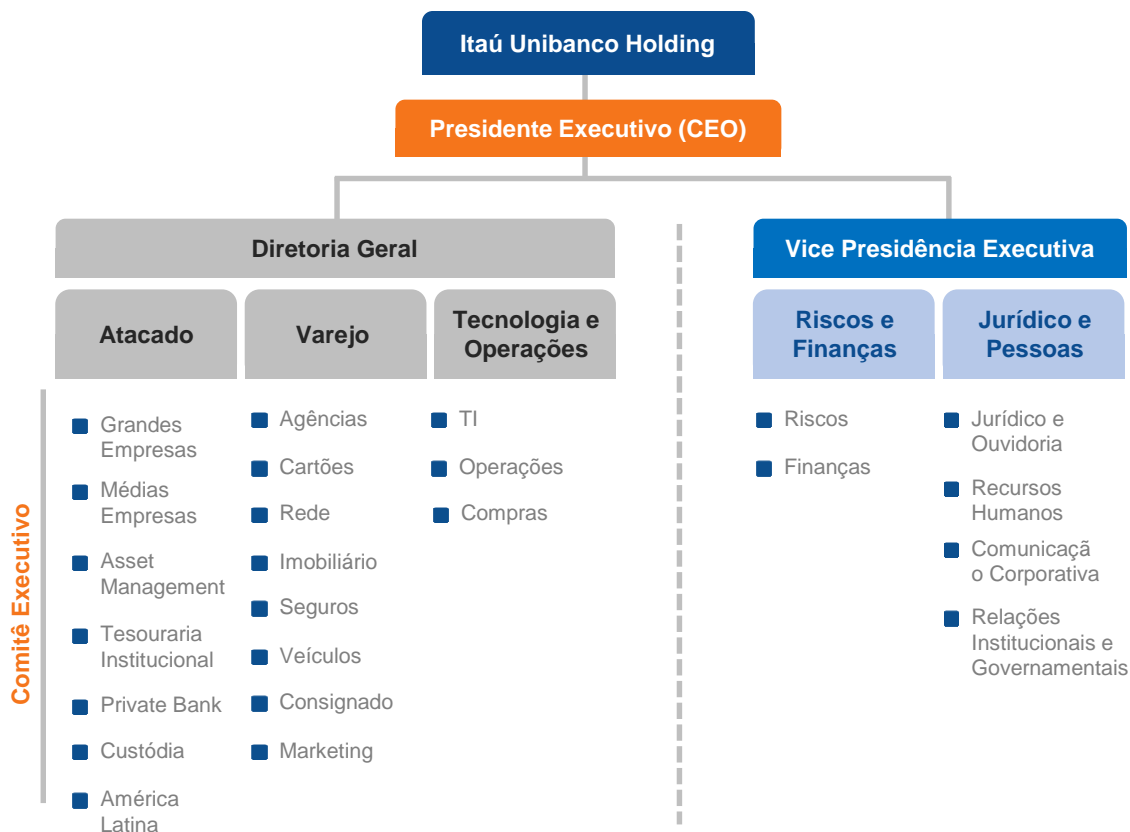 Itaú Unibanco Holding
Presidente Executivo (CEO)
Diretoria Geral
Vice Presidência Executiva
Atacado
Varejo
Tecnologia e
Operações
Riscos e
Finanças
Jurídico e
Pessoas
Comitê Executivo
Grandes
Empresas
Médias
Empresas
Asset
Management
Tesouraria
Institucional
Private Bank
Custódia
América
Latina
Agências
Cartões
Rede
Imobiliário
Seguros
Veículos
Consignado
Marketing
TI
Operações
Compras
Riscos
Finanças
Jurídico e
Ouvidoria
Recursos
Humanos
Comunicaçã
o Corporativa
Relações
Institucionais e
Governamentais